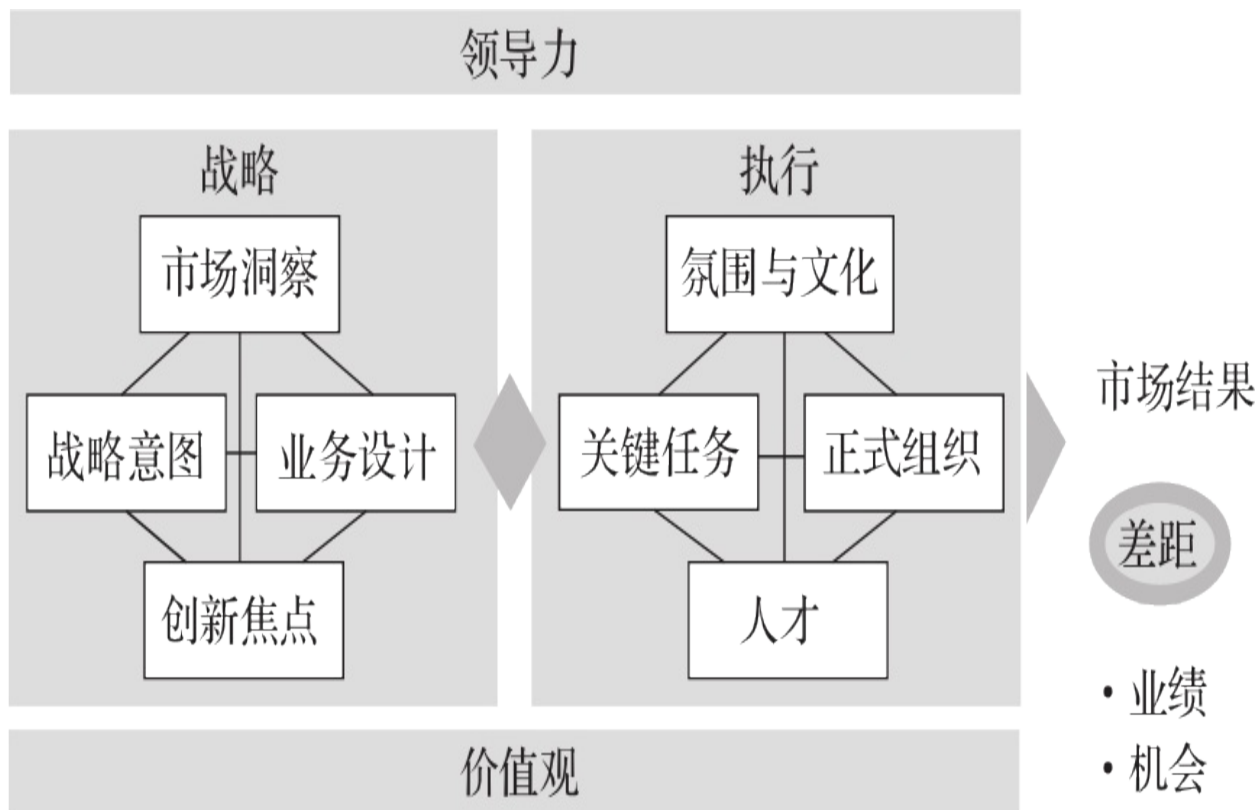 领导力
战略
市场洞察
战略意图
业务设计
创新焦点
执行
氛围与文化
关键任务
正式组织
人才
市场结果
差距
·业绩
·机会
价值观